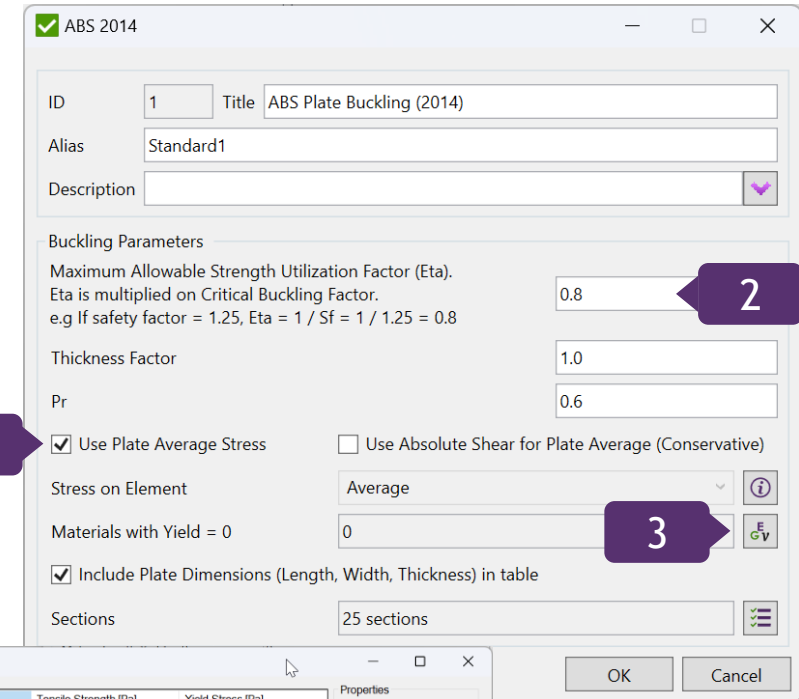 ABS 2014
ID 1 Title ABS Plate Buckling (2014)
Alias Standard1
Description
Buckling Parameters
Maximum Allowable Strength Utilization Factor (Eta).
Eta is multiplied on Critical Buckling Factor.
e.g If safety factor = 1.25, Eta = 1 / Sf = 1 / 1.25 = 0.8
0.8 2
Thickness Factor 1.0
Pr 0.6
Use Plate Average Stress Use Absolute Shear for Plate Average (Conservative)
Stress on Element Average
Materials with Yield = 0 0 3 E G ν
Include Plate Dimensions (Length, Width, Thickness) in table
Sections 25 sections
OK Cancel
Tensile Strength [Pa] Yield Stress [Pa] Properties